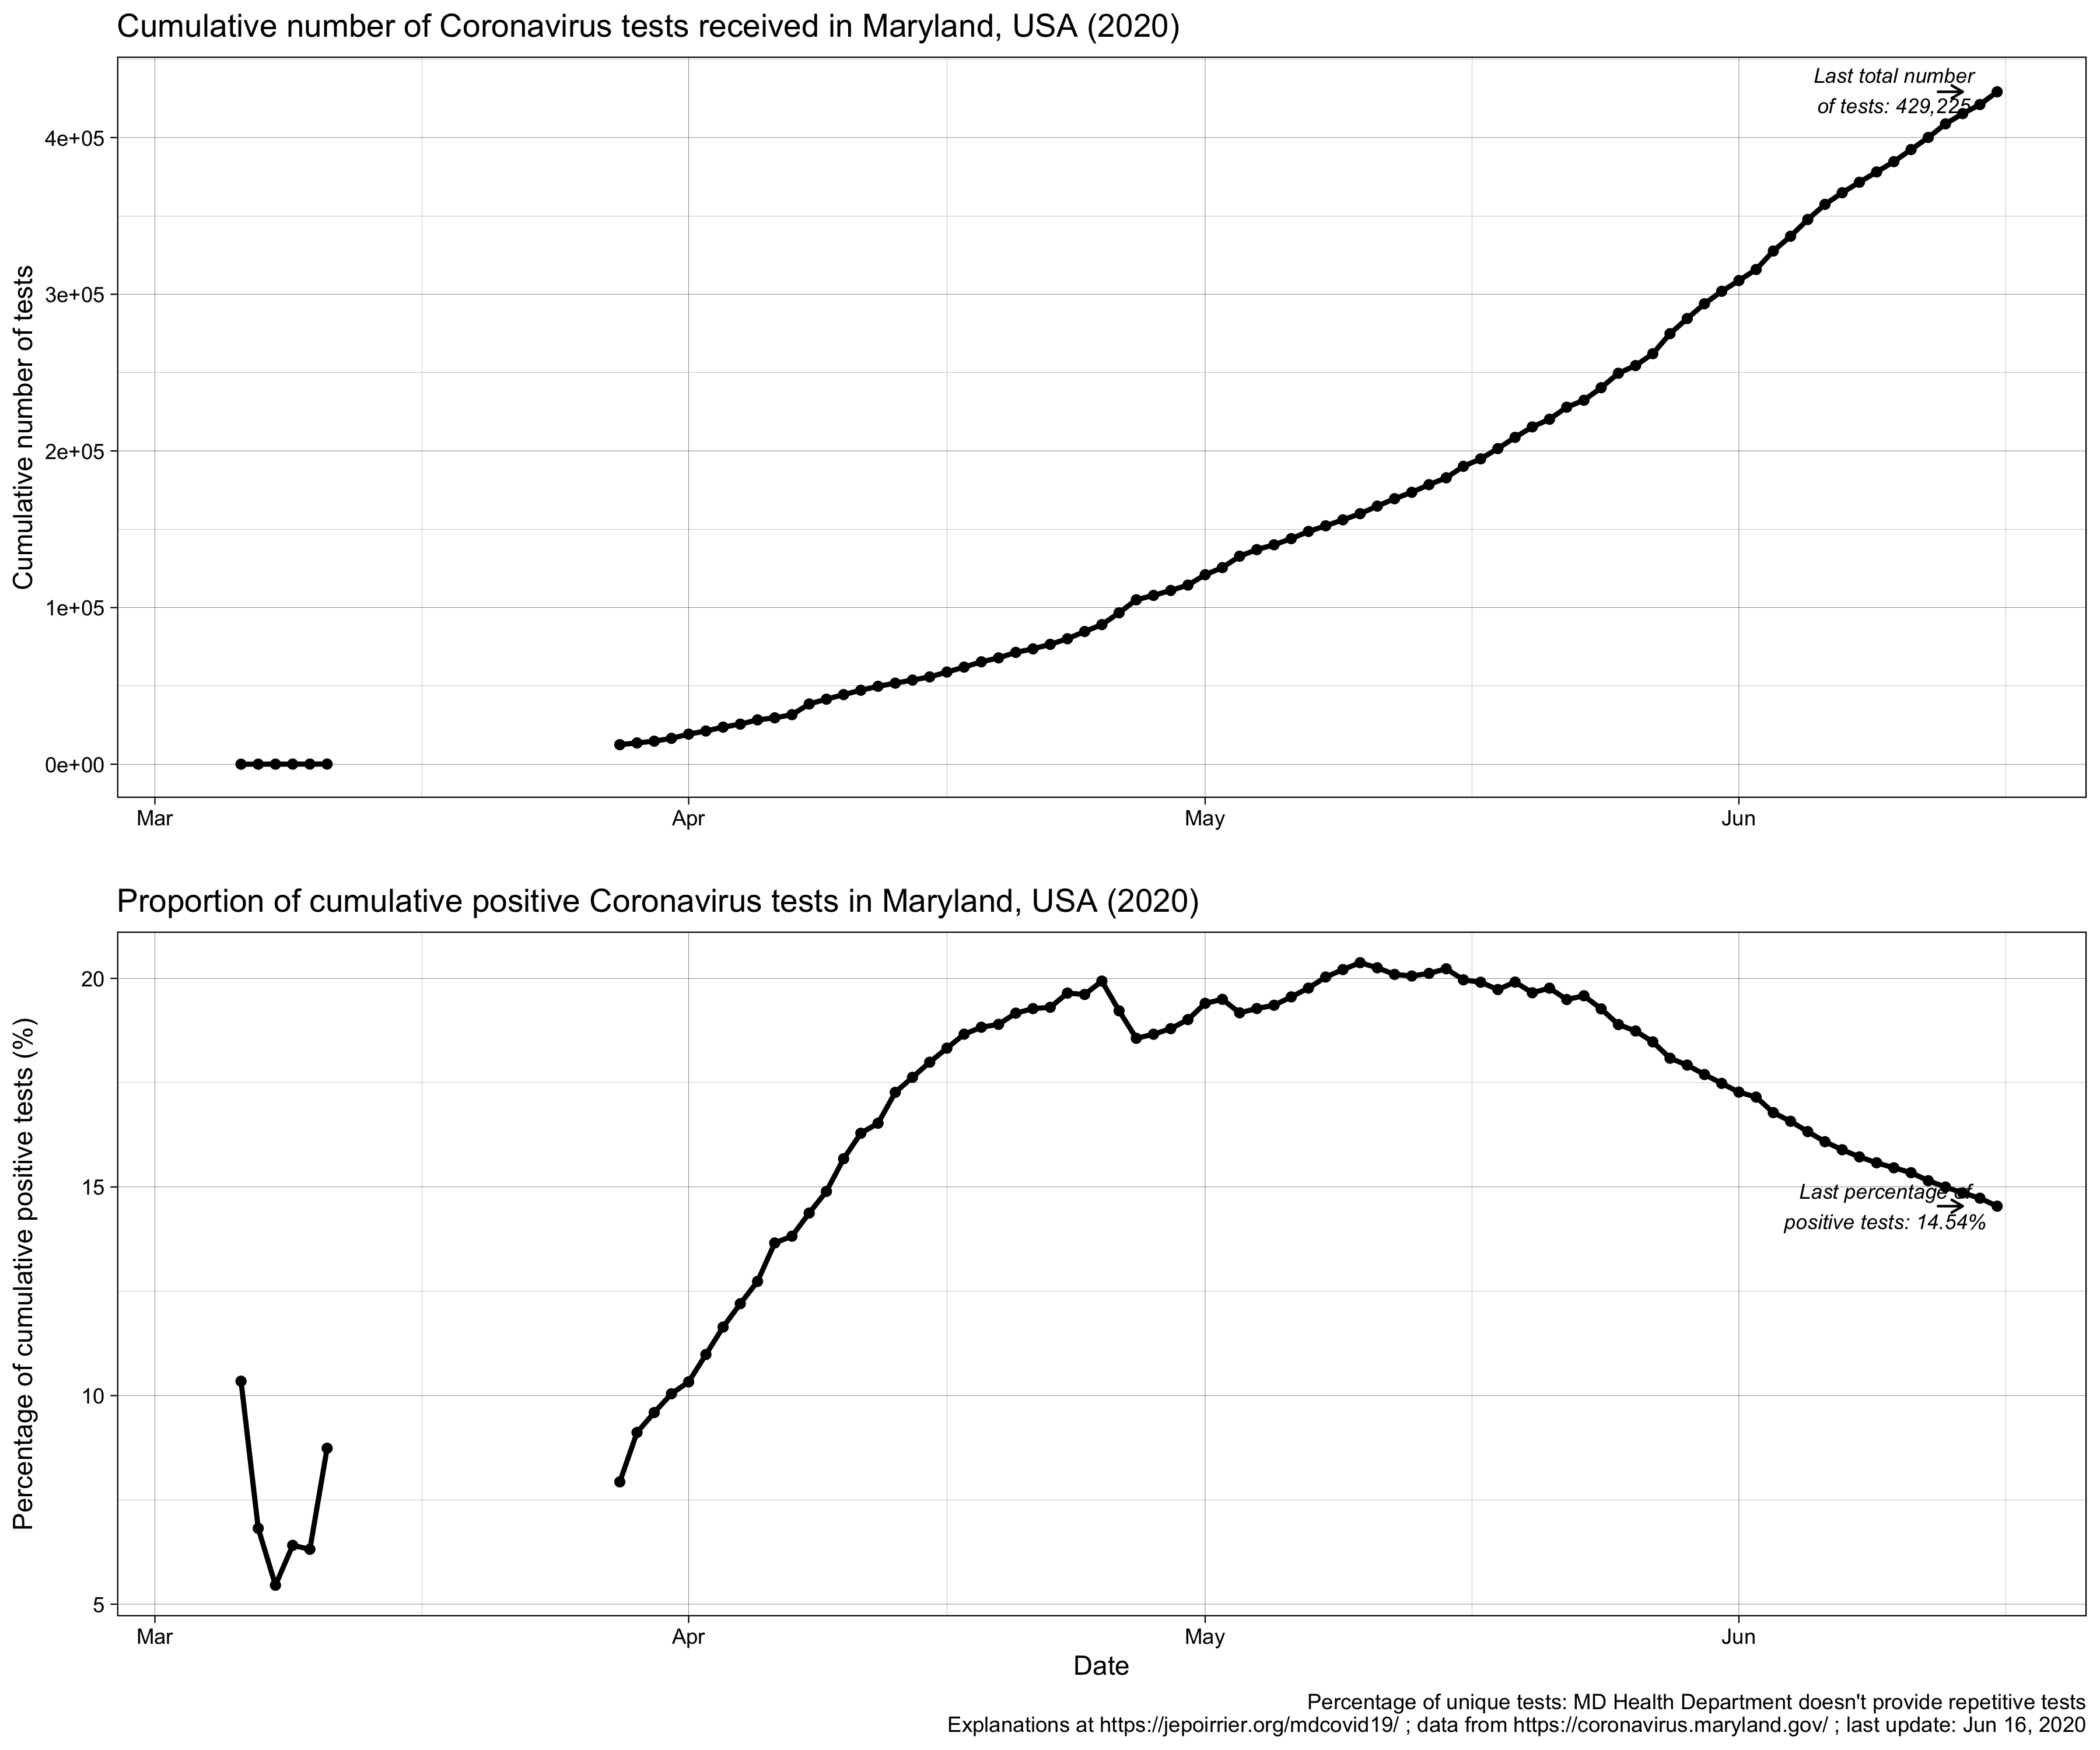 Cumulative number of Coronavirus tests received in Maryland, USA (2020)
Cumulative number of tests
4e+05
3e+05
2e+05
1e+05
0e+00
Last total number
of tests: 429,225
Mar
Apr
May
Jun
Proportion of cumulative positive Coronavirus tests in Maryland, USA (2020)
Percentage of cumulative positive tests (%)
20
15
10
5
Last percentage of
positive tests: 14.54%
Mar
Apr
May
Jun
Date
Percentage of unique tests: MD Health Department doesn't provide repetitive tests
Explanations at https://jepoirrier.org/mdcovid19/ ; data from https://coronavirus.maryland.gov/ ; last update: Jun 16, 2020